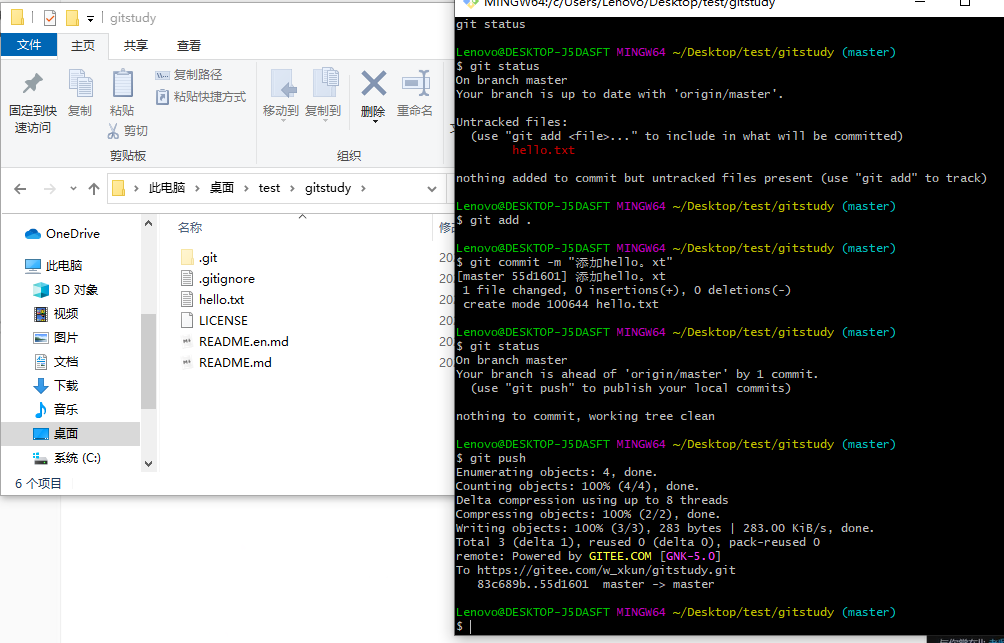 gitstudy
文件 主页 共享 查看
固定到快
速访问
复制
粘贴
复制路径
粘贴快捷方式
剪切
剪贴板
移动到 复制到 删除 重命名
组织
此电脑 桌面 test gitstudy
OneDrive
此电脑
3D 对象
视频
图片
文档
下载
音乐
桌面
系统 (C:)
名称
.git
.gitignore
hello.txt
LICENSE
README.en.md
README.md
6 个项目
MINGW64:/c/Users/Lenovo/Desktop/test/gitstudy
git status
Lenovo@DESKTOP-J5DASFT MINGW64 ~/Desktop/test/gitstudy (master)
$ git status
On branch master
Your branch is up to date with 'origin/master'.
Untracked files:
(use "git add <file>..." to include in what will be committed)
hello.txt
nothing added to commit but untracked files present (use "git add" to track)
Lenovo@DESKTOP-J5DASFT MINGW64 ~/Desktop/test/gitstudy (master)
$ git add .
Lenovo@DESKTOP-J5DASFT MINGW64 ~/Desktop/test/gitstudy (master)
$ git commit -m "添加hello。xt"
[master 55d1601] 添加hello。xt
1 file changed, 0 insertions(+), 0 deletions(-)
create mode 100644 hello.txt
Lenovo@DESKTOP-J5DASFT MINGW64 ~/Desktop/test/gitstudy (master)
$ git status
On branch master
Your branch is ahead of 'origin/master' by 1 commit.
(use "git push" to publish your local commits)
nothing to commit, working tree clean
Lenovo@DESKTOP-J5DASFT MINGW64 ~/Desktop/test/gitstudy (master)
$ git push
Enumerating objects: 4, done.
Counting objects: 100% (4/4), done.
Delta compression using up to 8 threads
Compressing objects: 100% (2/2), done.
Writing objects: 100% (3/3), 283 bytes | 283.00 KiB/s, done.
Total 3 (delta 1), reused 0 (delta 0), pack-reused 0
remote: Powered by GITEE.COM [GNK-5.0]
To https://gitee.com/w_xkun/gitstudy.git
83c689b..55d1601 master -> master
Lenovo@DESKTOP-J5DASFT MINGW64 ~/Desktop/test/gitstudy (master)
$